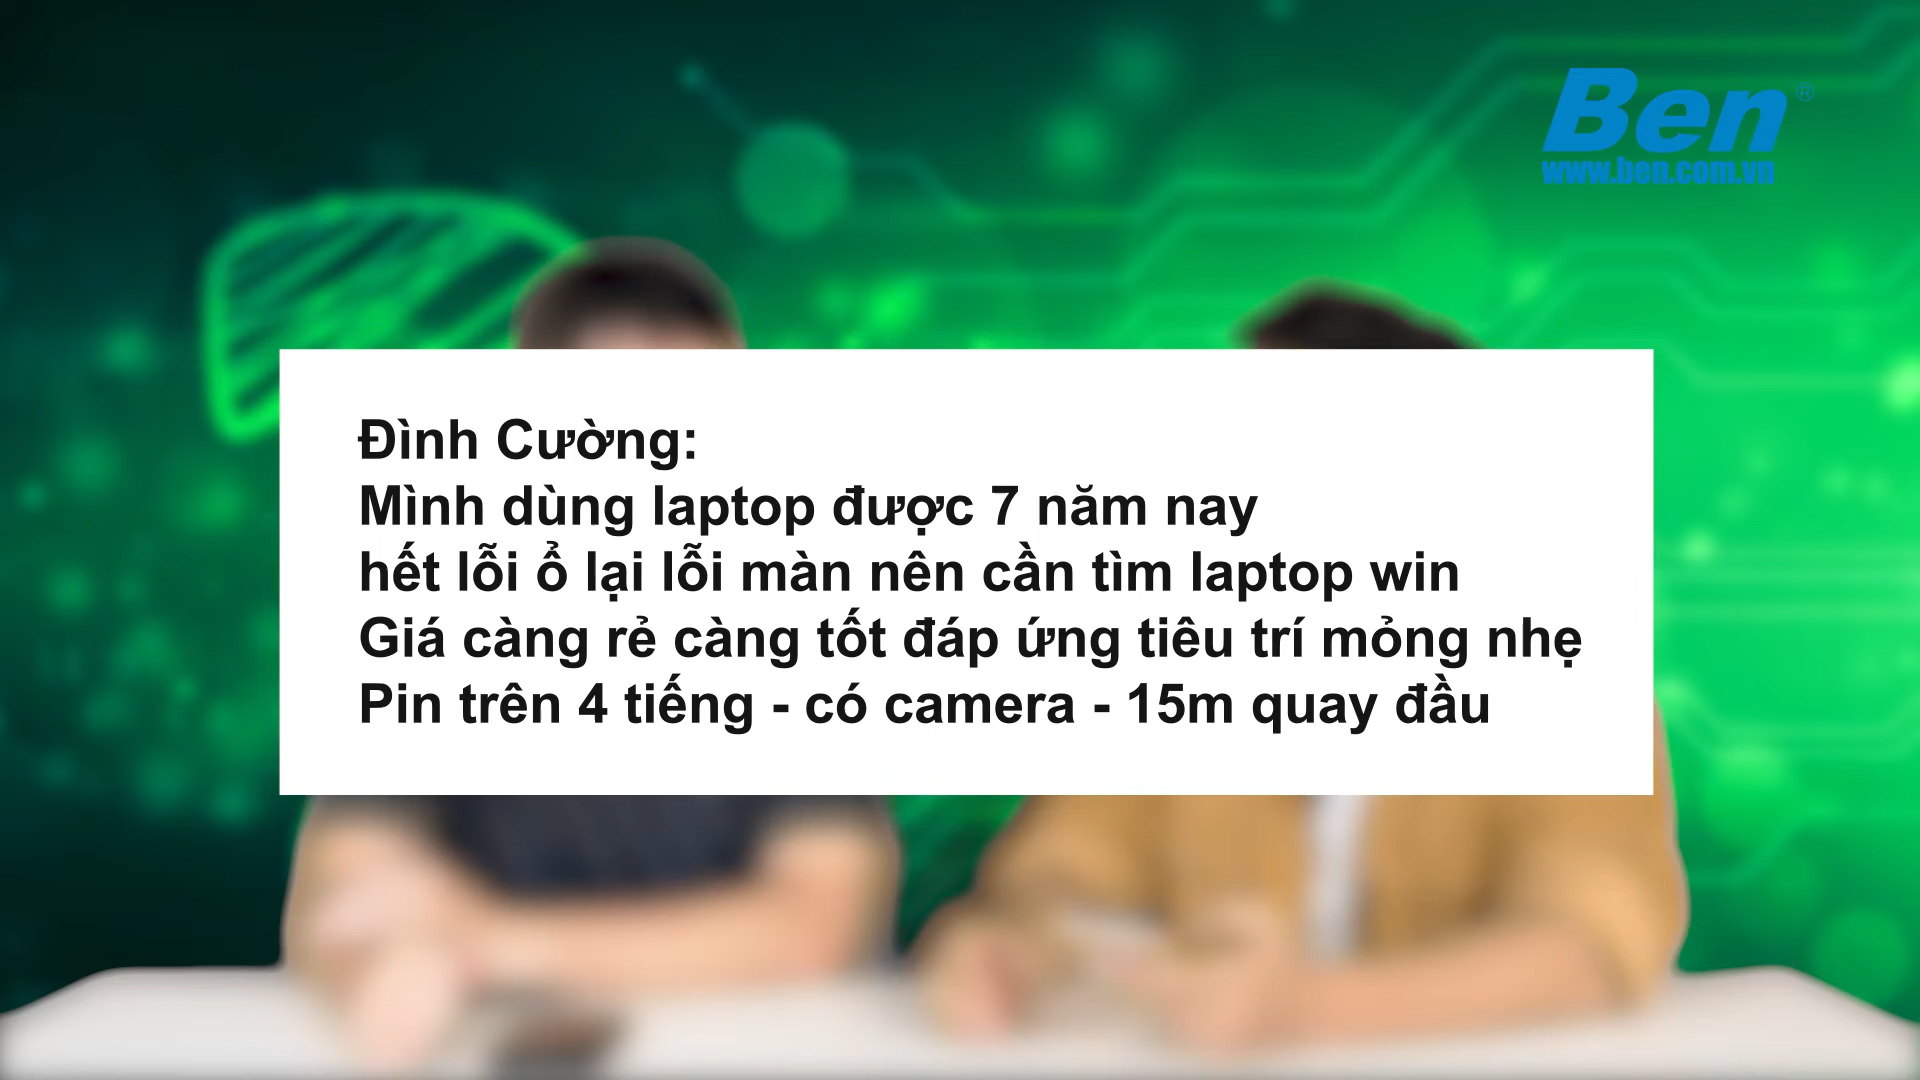 Ben®
www.ben.com.vn
Đình Cường:
Mình dùng laptop được 7 năm nay
hết lỗi ổ lại lỗi màn nên cần tìm laptop win
Giá càng rẻ càng tốt đáp ứng tiêu trí mỏng nhẹ
Pin trên 4 tiếng - có camera - 15m quay đầu